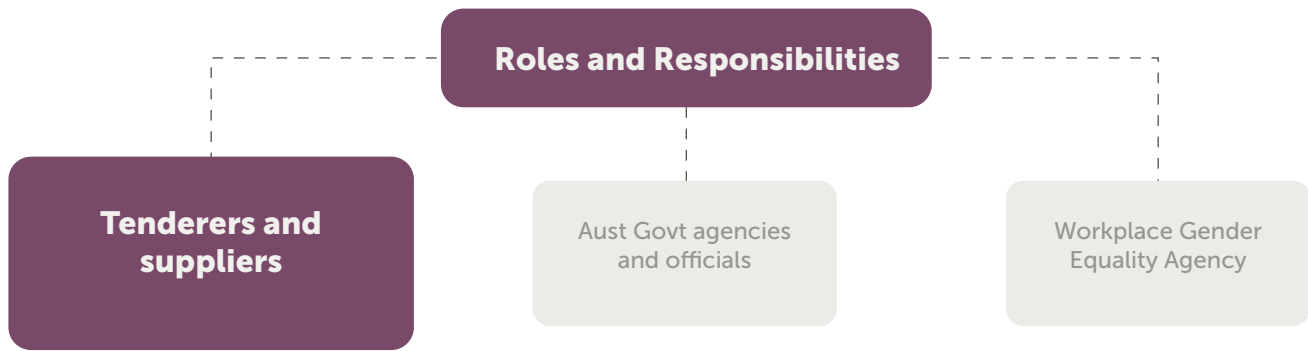 Roles and Responsibilities
Tenderers and
suppliers
Aust Govt agencies
and officials
Workplace Gender
Equality Agency